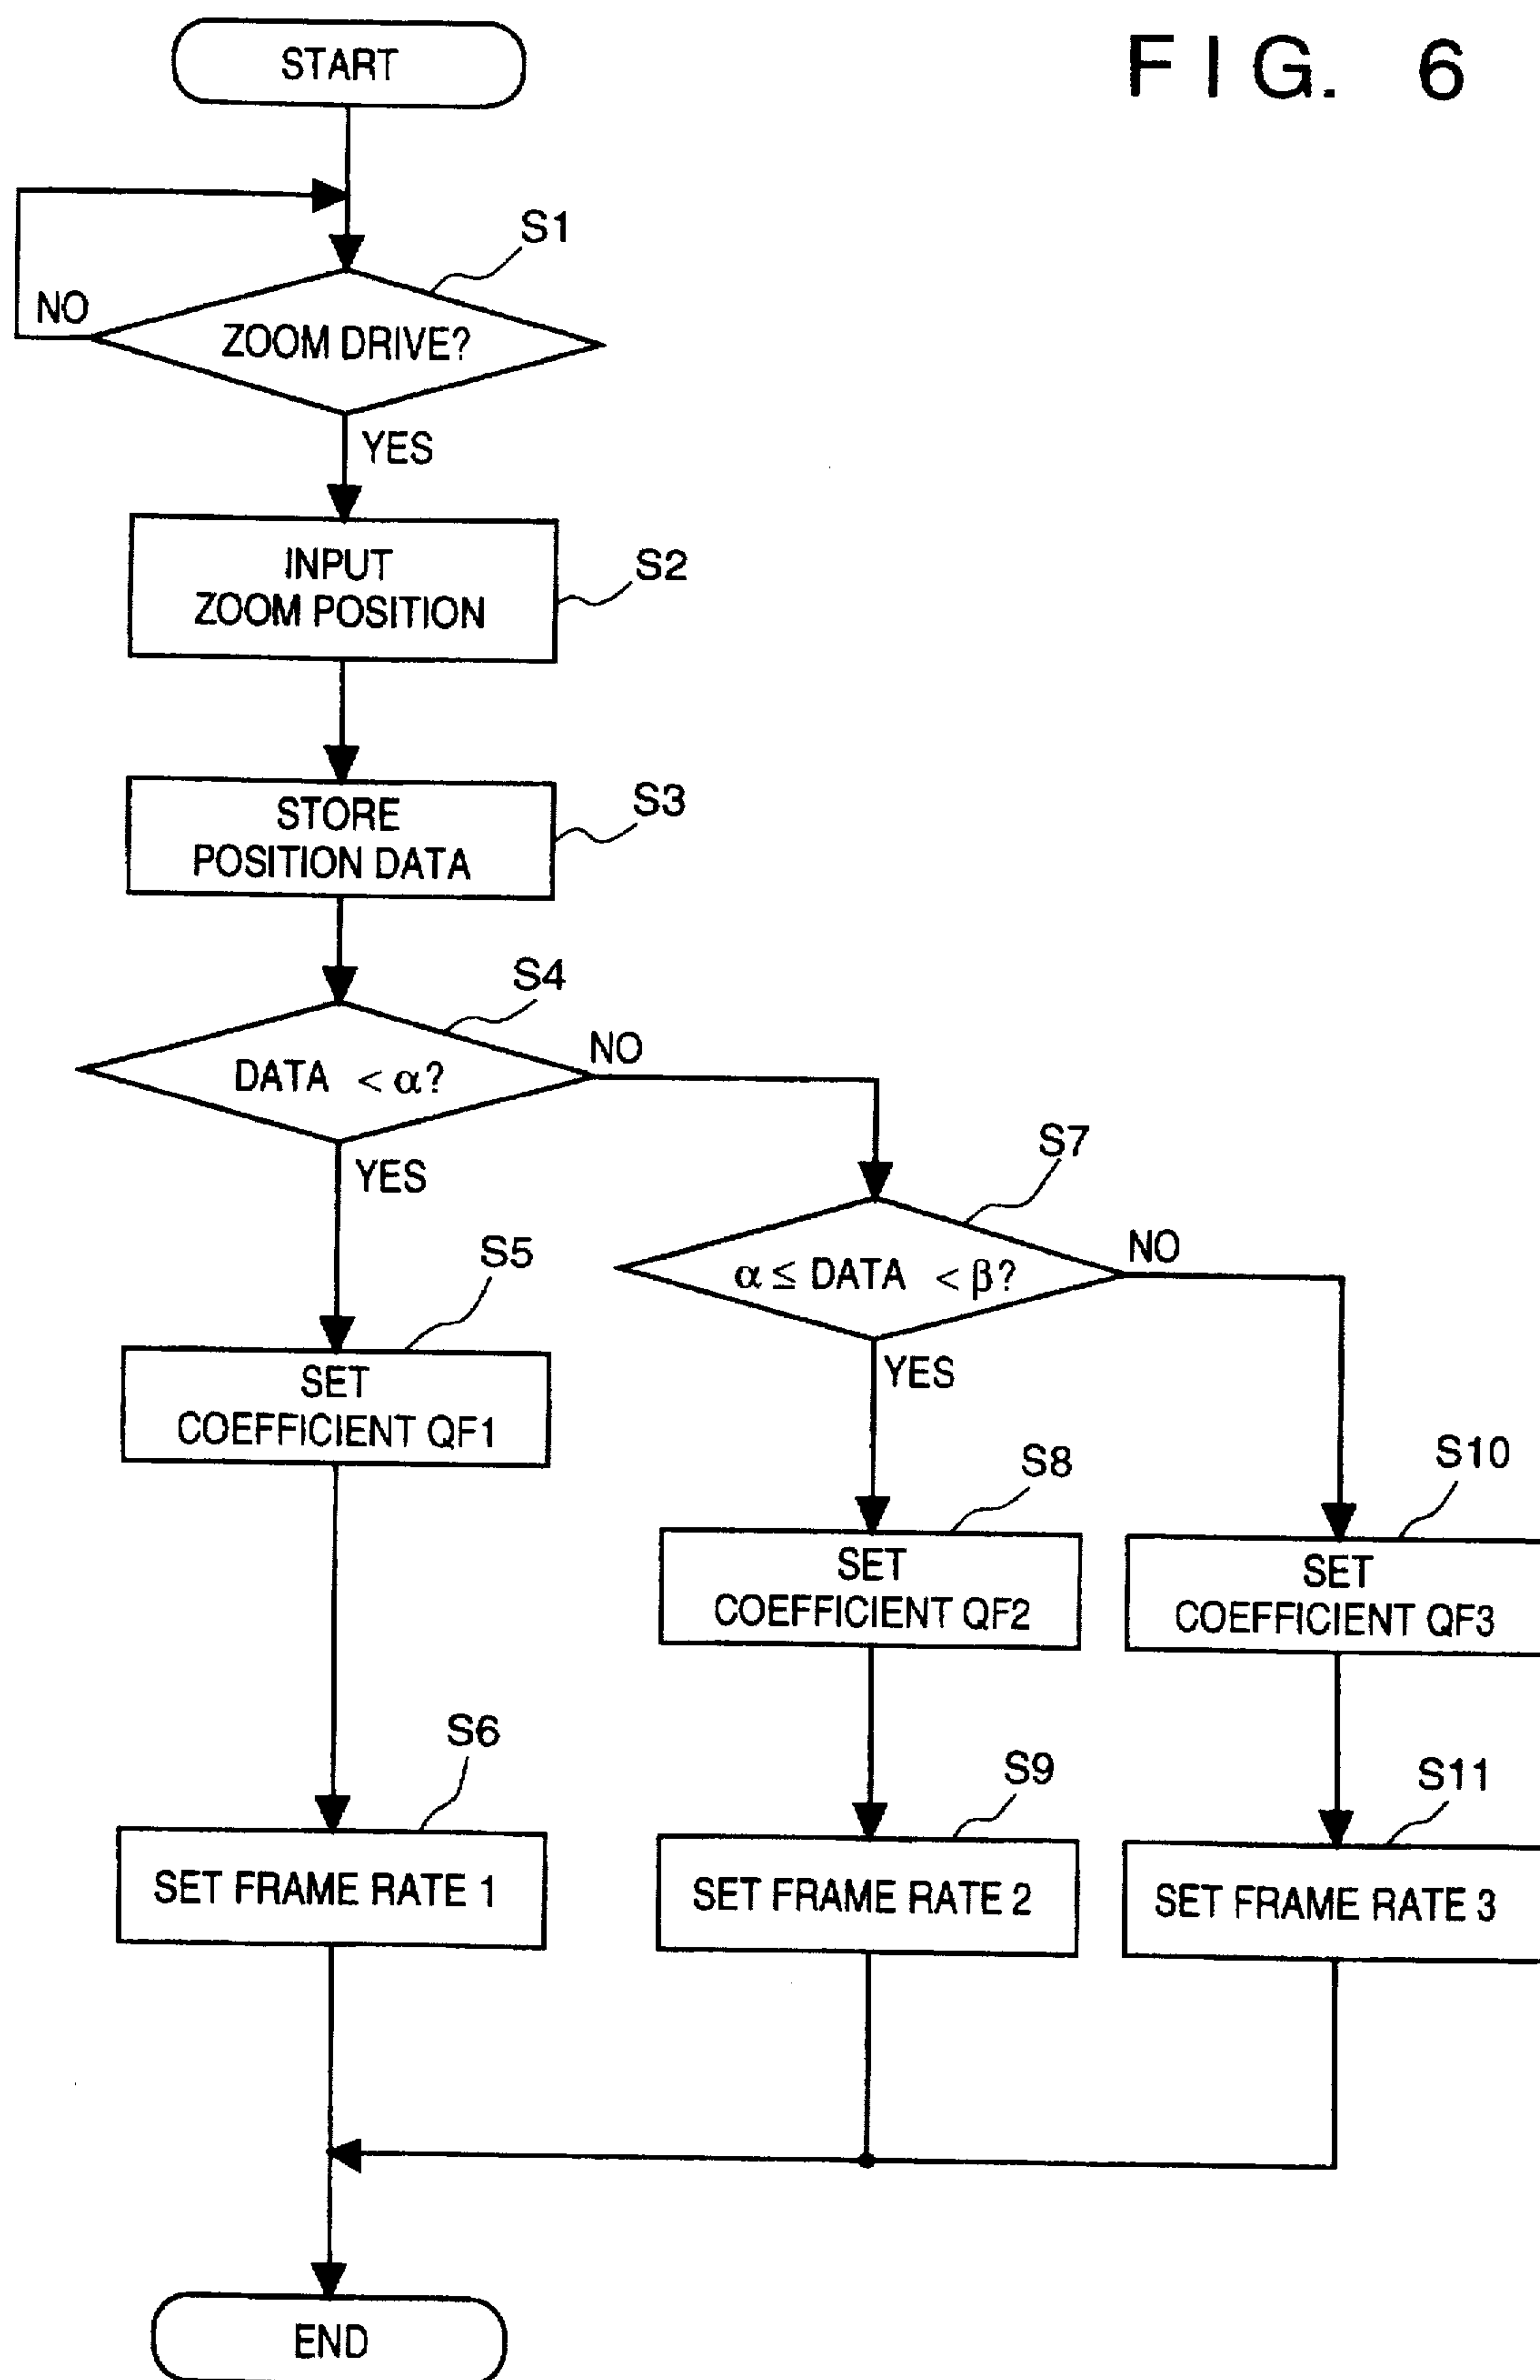 FIG. 6
START
S1
NO
ZOOM DRIVE?
YES
INPUT
ZOOM POSITION
S2
STORE
POSITION DATA
S3
S4
DATA < α?
NO
YES
S7
α ≤ DATA < β?
NO
YES
S5
SET
COEFFICIENT QF1
S8
SET
COEFFICIENT QF2
S10
SET
COEFFICIENT QF3
S6
SET FRAME RATE 1
S9
SET FRAME RATE 2
S11
SET FRAME RATE 3
END